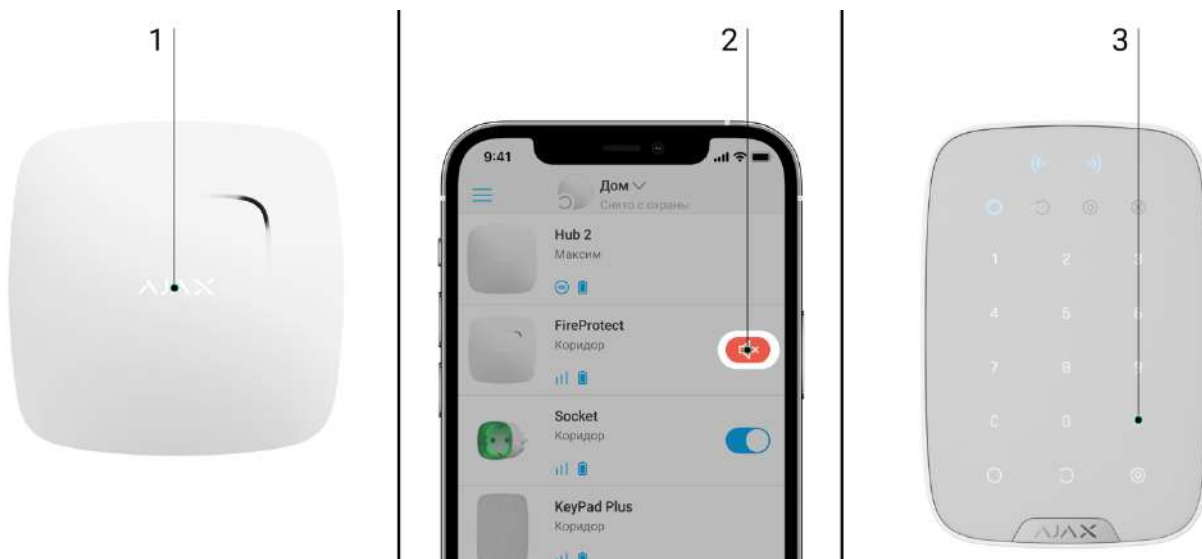 1
AJAX
2
9:41
Дом
Снято с охраны
Hub 2
Максим
FireProtect
Коридор
Socket
Коридор
KeyPad Plus
Коридор
3
1 2 3
4 5 6
7 8 9
C 0
AJAX